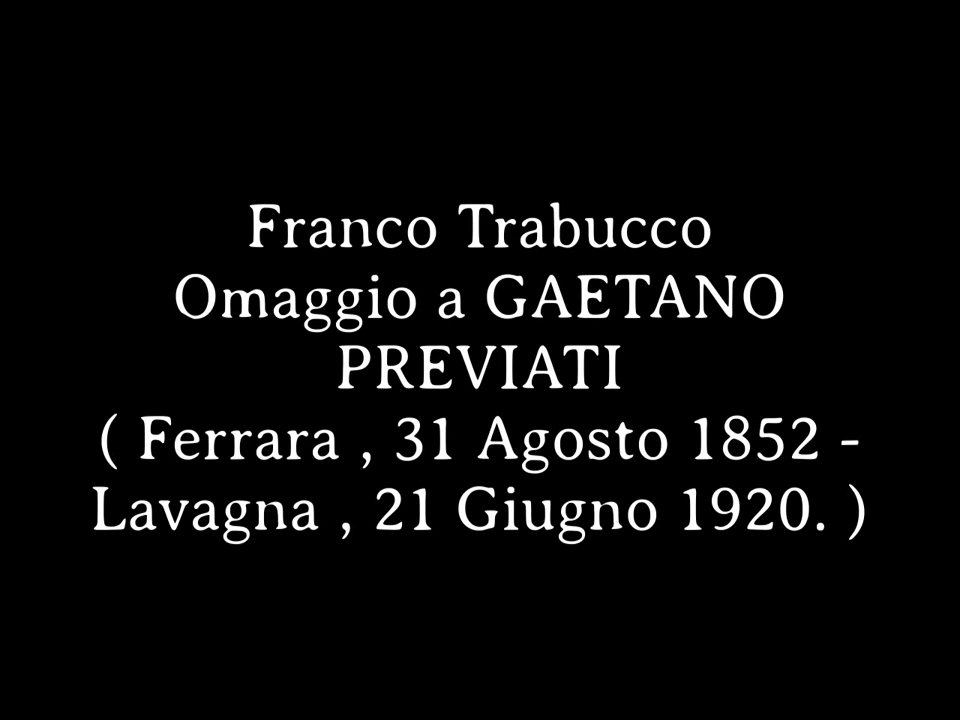 Franco Trabucco
Omaggio a GAETANO
PREVIATI
( Ferrara , 31 Agosto 1852 -
Lavagna , 21 Giugno 1920. )